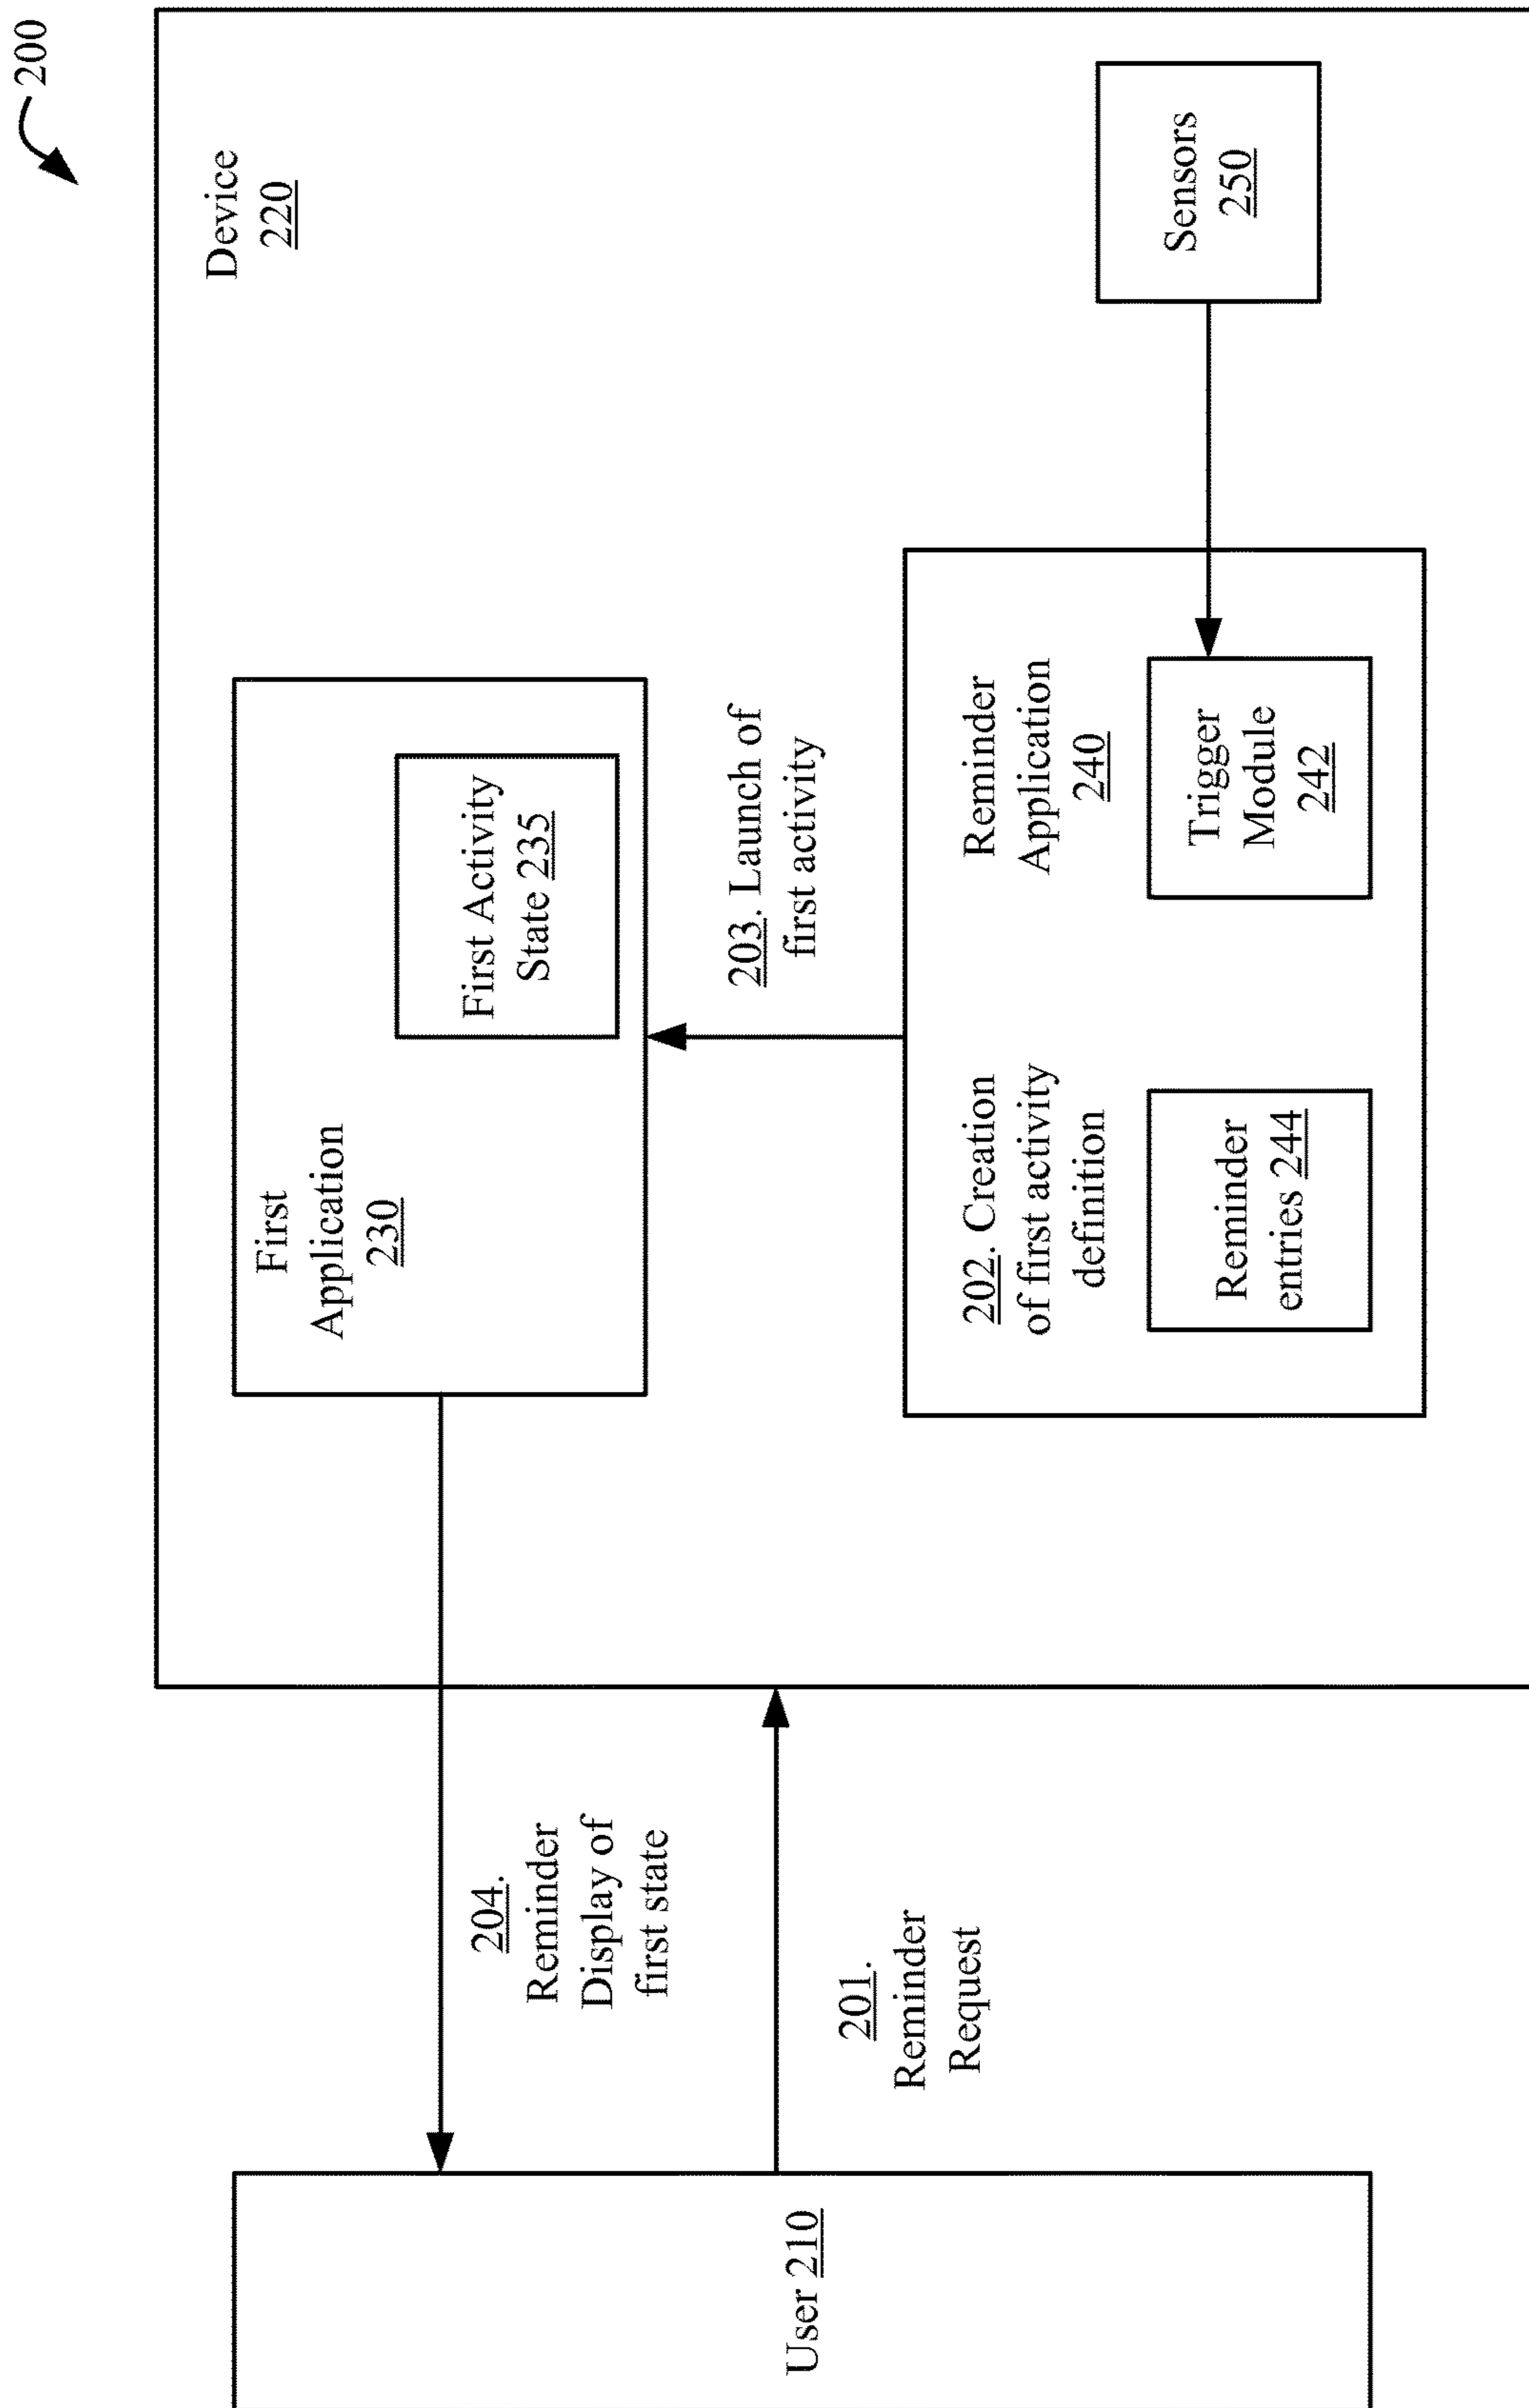 200
Device
220
First
Application
230
First Activity
State 235
204.
Reminder
Display of
first state
203. Launch of
first activity
User 210
201.
Reminder
Request
202. Creation
of first activity
definition
Reminder
Application
240
Reminder
entries 244
Trigger
Module
242
Sensors
250